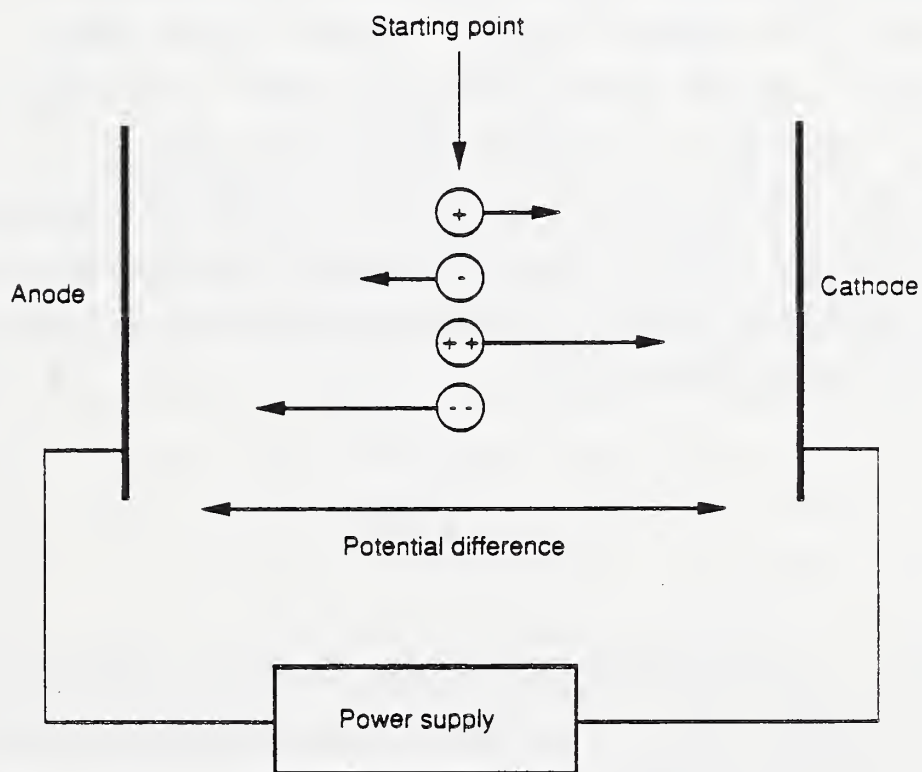 Starting point
+
-
Anode
Cathode
+ +
- -
Potential difference
Power supply